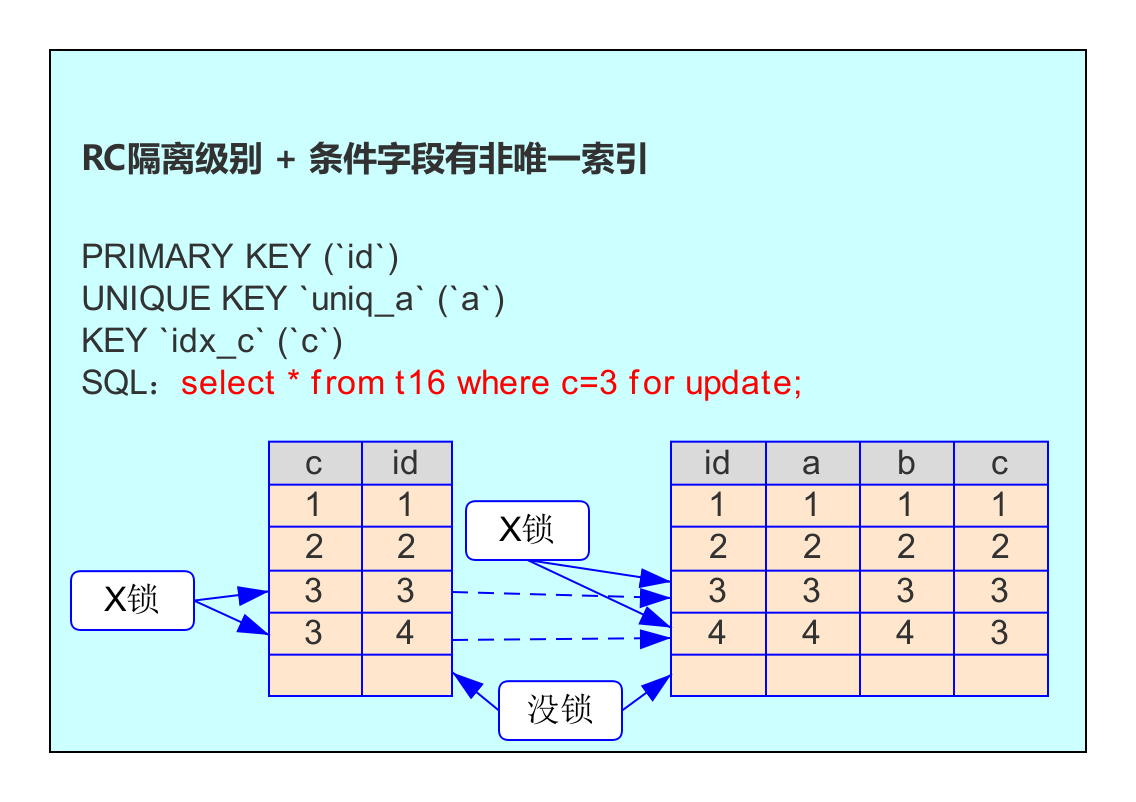 RC隔离级别 + 条件字段有非唯一索引
PRIMARY KEY (`id`)
UNIQUE KEY `uniq_a` (`a`)
KEY `idx_c` (`c`)
SQL：select * from t16 where c=3 for update;
c id
1 1
2 2
3 3
3 4
X锁
X锁
没锁
id a b c
1 1 1 1
2 2 2 2
3 3 3 3
4 4 4 3